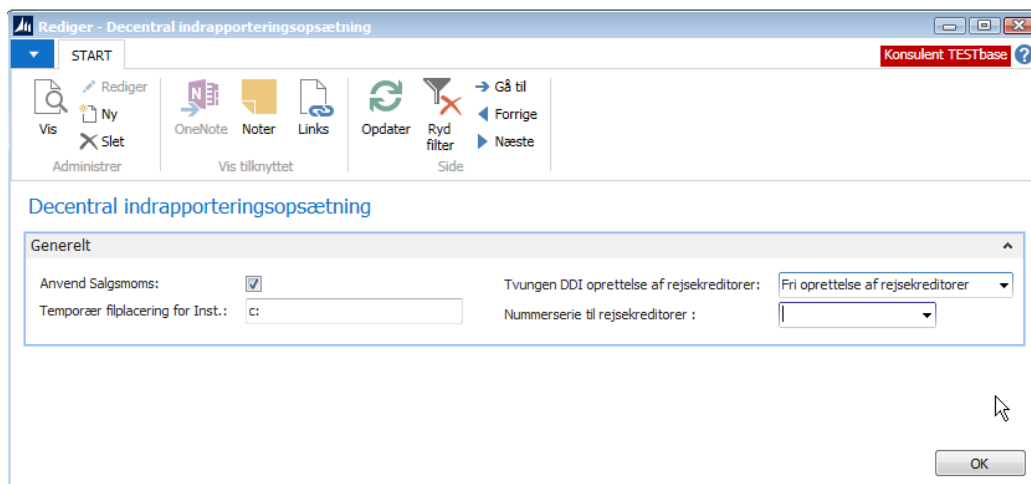 Rediger - Decentral indrapporteringsopsætning
START
Konsulent TESTbase
Vis
Rediger
Ny
Slet
Administrer
OneNote
Noter
Links
Vis tilknyttet
Opdater
Ryd
filter
Gå til
Forrige
Næste
Side
Decentral indrapporteringsopsætning
Generelt
Anvend Salgsmoms:
Temporær filplacering for Inst.: c:
Tvungen DDI oprettelse af rejsekreditorer: Fri oprettelse af rejsekreditorer
Nummerserie til rejsekreditorer :
OK